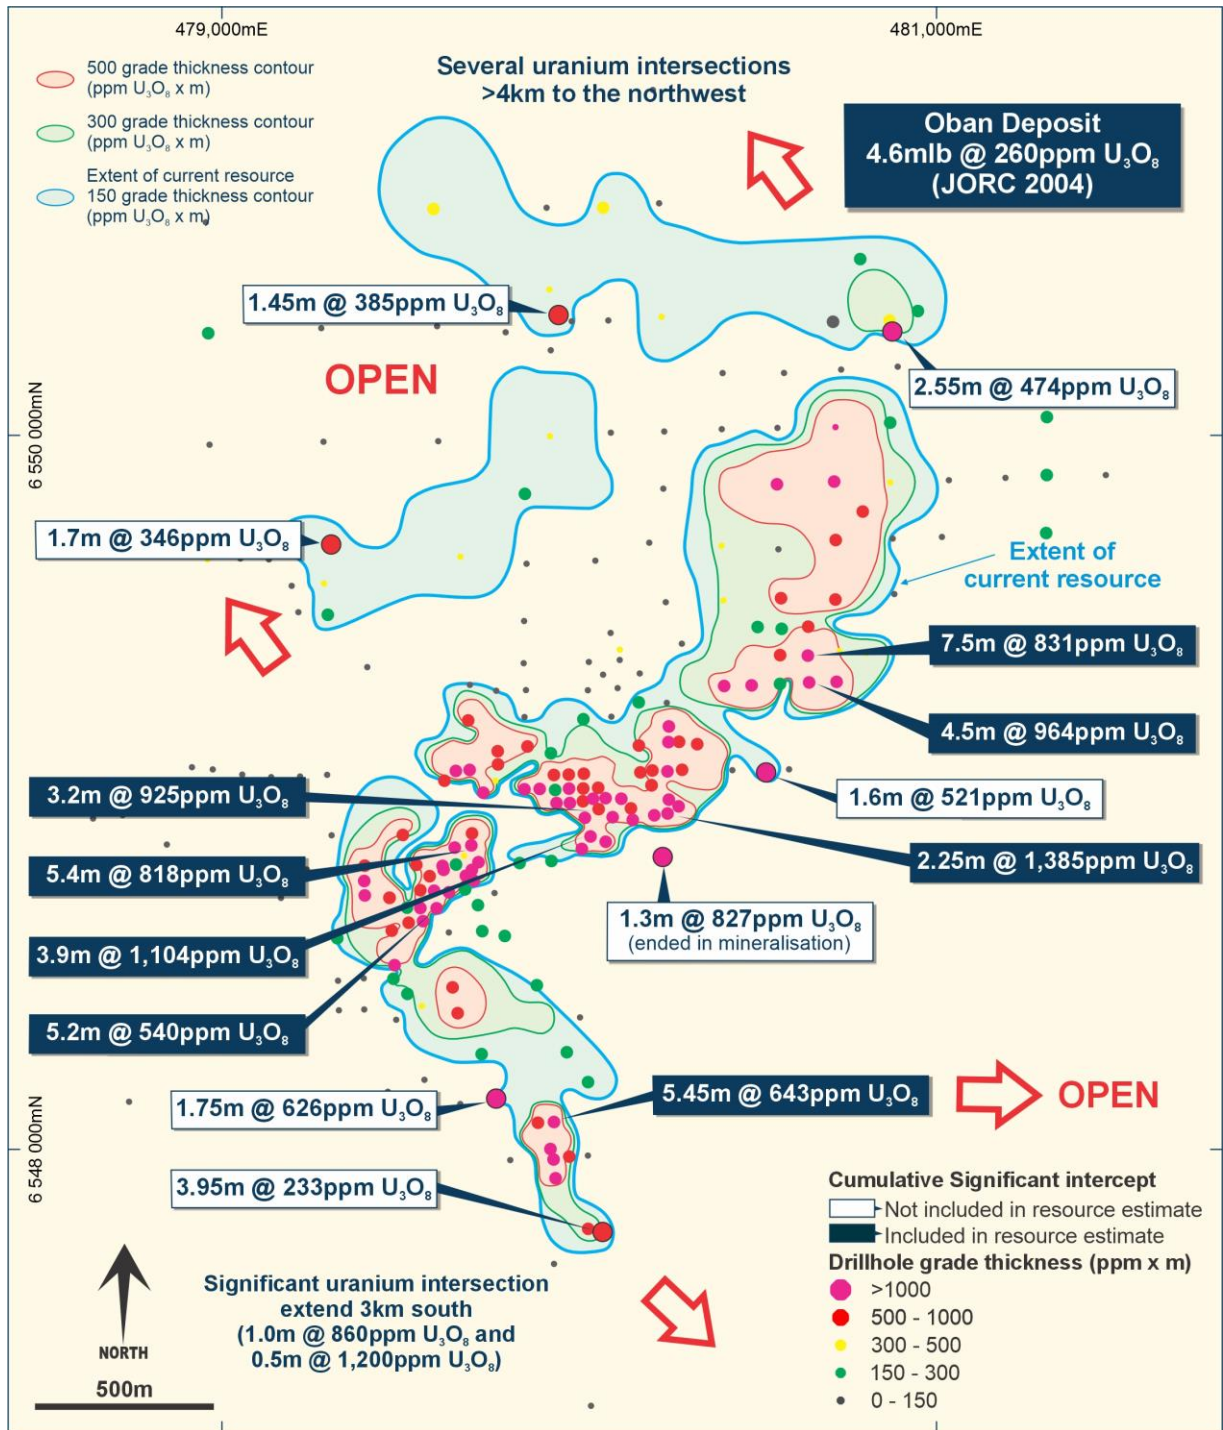 479,000mE
481,000mE
500 grade thickness contour
(ppm U₃O₈ x m)
300 grade thickness contour
(ppm U₃O₈ x m)
Extent of current resource
150 grade thickness contour
(ppm U₃O₈ x m)
Several uranium intersections
>4km to the northwest
Oban Deposit
4.6mlb @ 260ppm U₃O₈
(JORC 2004)
1.45m @ 385ppm U₃O₈
OPEN
2.55m @ 474ppm U₃O₈
6 550 000mN
1.7m @ 346ppm U₃O₈
Extent of
current resource
7.5m @ 831ppm U₃O₈
4.5m @ 964ppm U₃O₈
3.2m @ 925ppm U₃O₈
1.6m @ 521ppm U₃O₈
5.4m @ 818ppm U₃O₈
2.25m @ 1,385ppm U₃O₈
1.3m @ 827ppm U₃O₈
(ended in mineralisation)
3.9m @ 1,104ppm U₃O₈
5.2m @ 540ppm U₃O₈
1.75m @ 626ppm U₃O₈
5.45m @ 643ppm U₃O₈
OPEN
6 548 000mN
3.95m @ 233ppm U₃O₈
Cumulative Significant intercept
Not included in resource estimate
Included in resource estimate
Drillhole grade thickness (ppm x m)
>1000
500 - 1000
300 - 500
150 - 300
0 - 150
Significant uranium intersection
extend 3km south
(1.0m @ 860ppm U₃O₈ and
0.5m @ 1,200ppm U₃O₈)
NORTH
500m